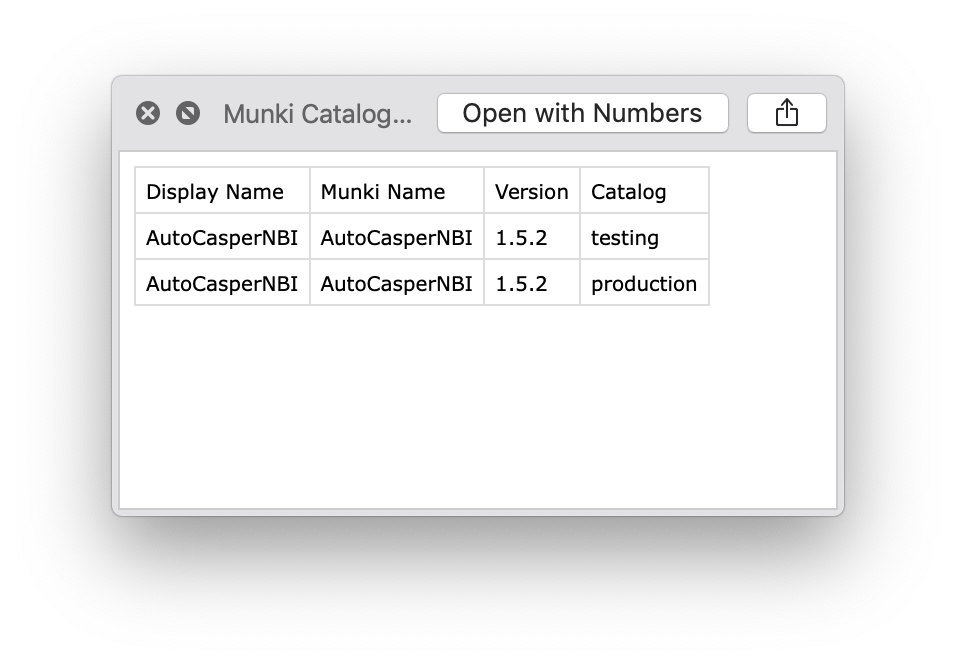 Munki Catalog... Open with Numbers
Display Name Munki Name Version Catalog
AutoCasperNBI AutoCasperNBI 1.5.2 testing
AutoCasperNBI AutoCasperNBI 1.5.2 production